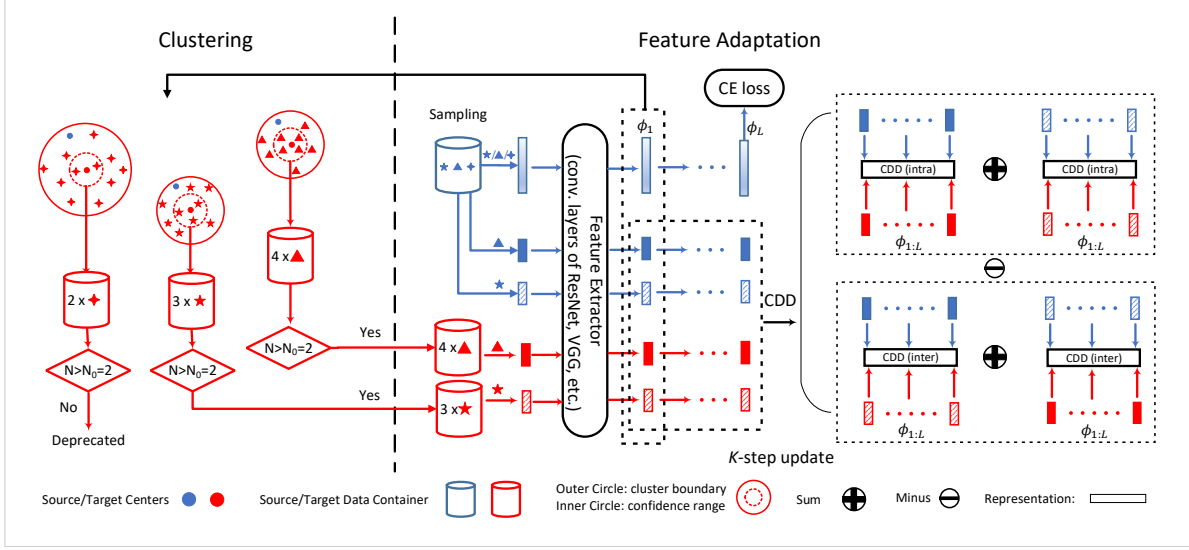 Clustering
Feature Adaptation
CE loss
Sampling
ϕ1
ϕL
★/▲/✦
★ ▲ ✦
CDD (intra)
CDD (intra)
ϕ1:L
ϕ1:L
4 x ▲
2 x ✦
3 x ★
Feature Extractor
(conv. layers of ResNet, VGG, etc.)
CDD
N>N0=2
Yes
4 x ▲
N>N0=2
N>N0=2
Yes
3 x ★
CDD (inter)
CDD (inter)
ϕ1:L
ϕ1:L
No
Deprecated
K-step update
Source/Target Centers
Source/Target Data Container
Outer Circle: cluster boundary
Inner Circle: confidence range
Sum
Minus
Representation: